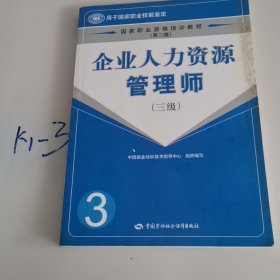 用于国家职业技能鉴定
国家职业资格培训教程
(第二版)
企业人力资源
管理师
(三级)
K1-3
中国就业培训技术指导中心 组织编写
3
中国劳动社会保障出版社